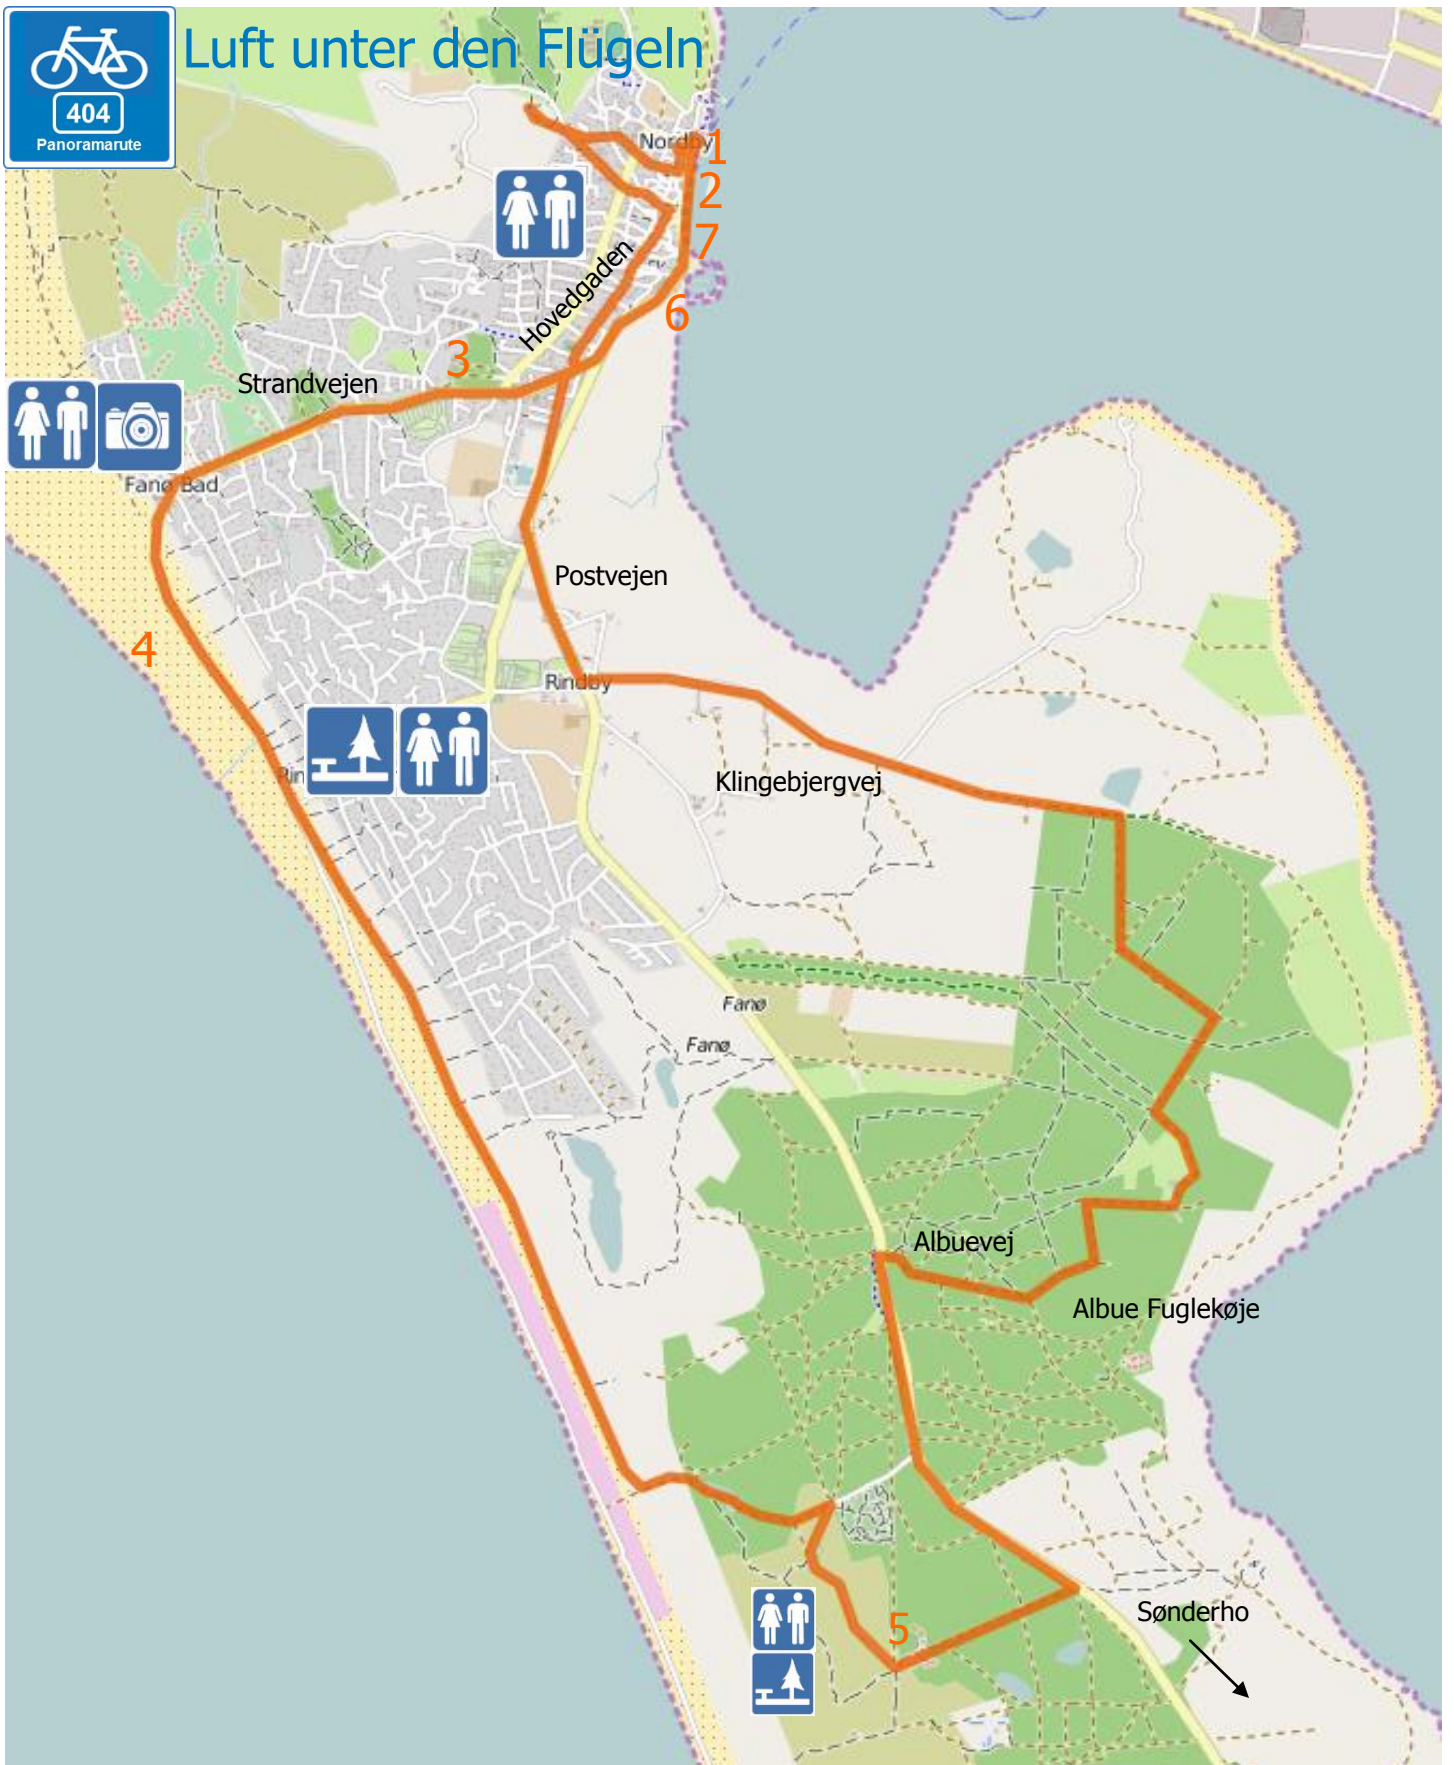 Luft unter den Flügeln
404
Panoramarute
Nordby
1
2
7
6
Hovedgaden
3
Strandvejen
Fanø Bad
Postvejen
4
Rindby
Klingebjergvej
Fanø
Fanø
Albuevej
Albue Fuglekøje
5
Sønderho